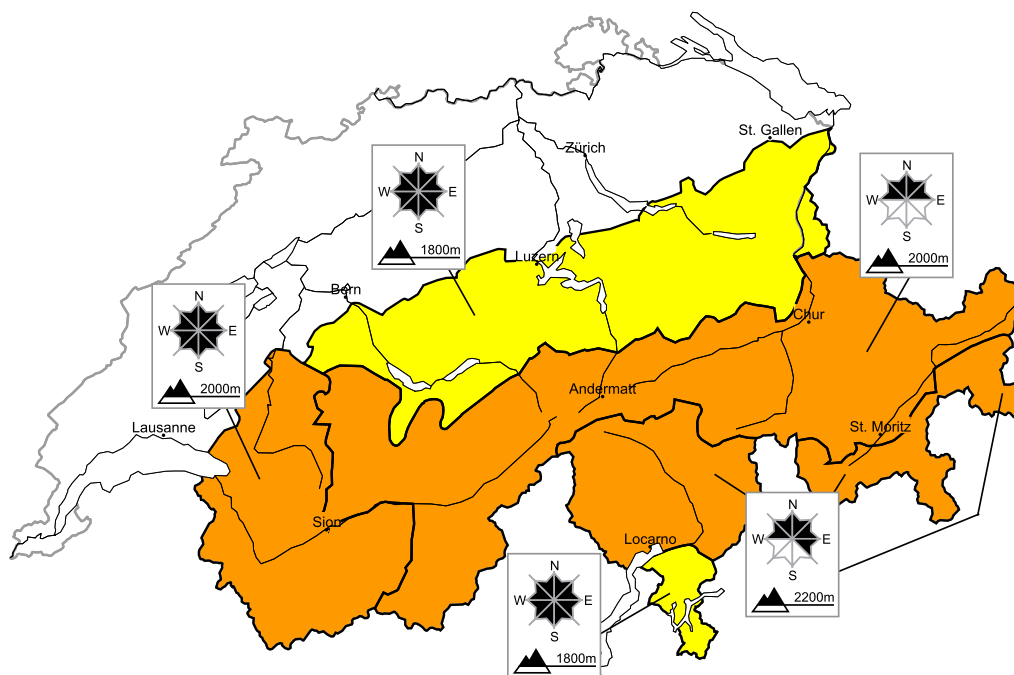 St. Gallen
Zürich
N
W E
S
1800m
N
W E
S
2000m
Luzern
Bern
N
W E
S
2000m
Chur
Andermatt
Lausanne
St. Moritz
Sion
Locarno
N
W E
S
2200m
N
W E
S
1800m